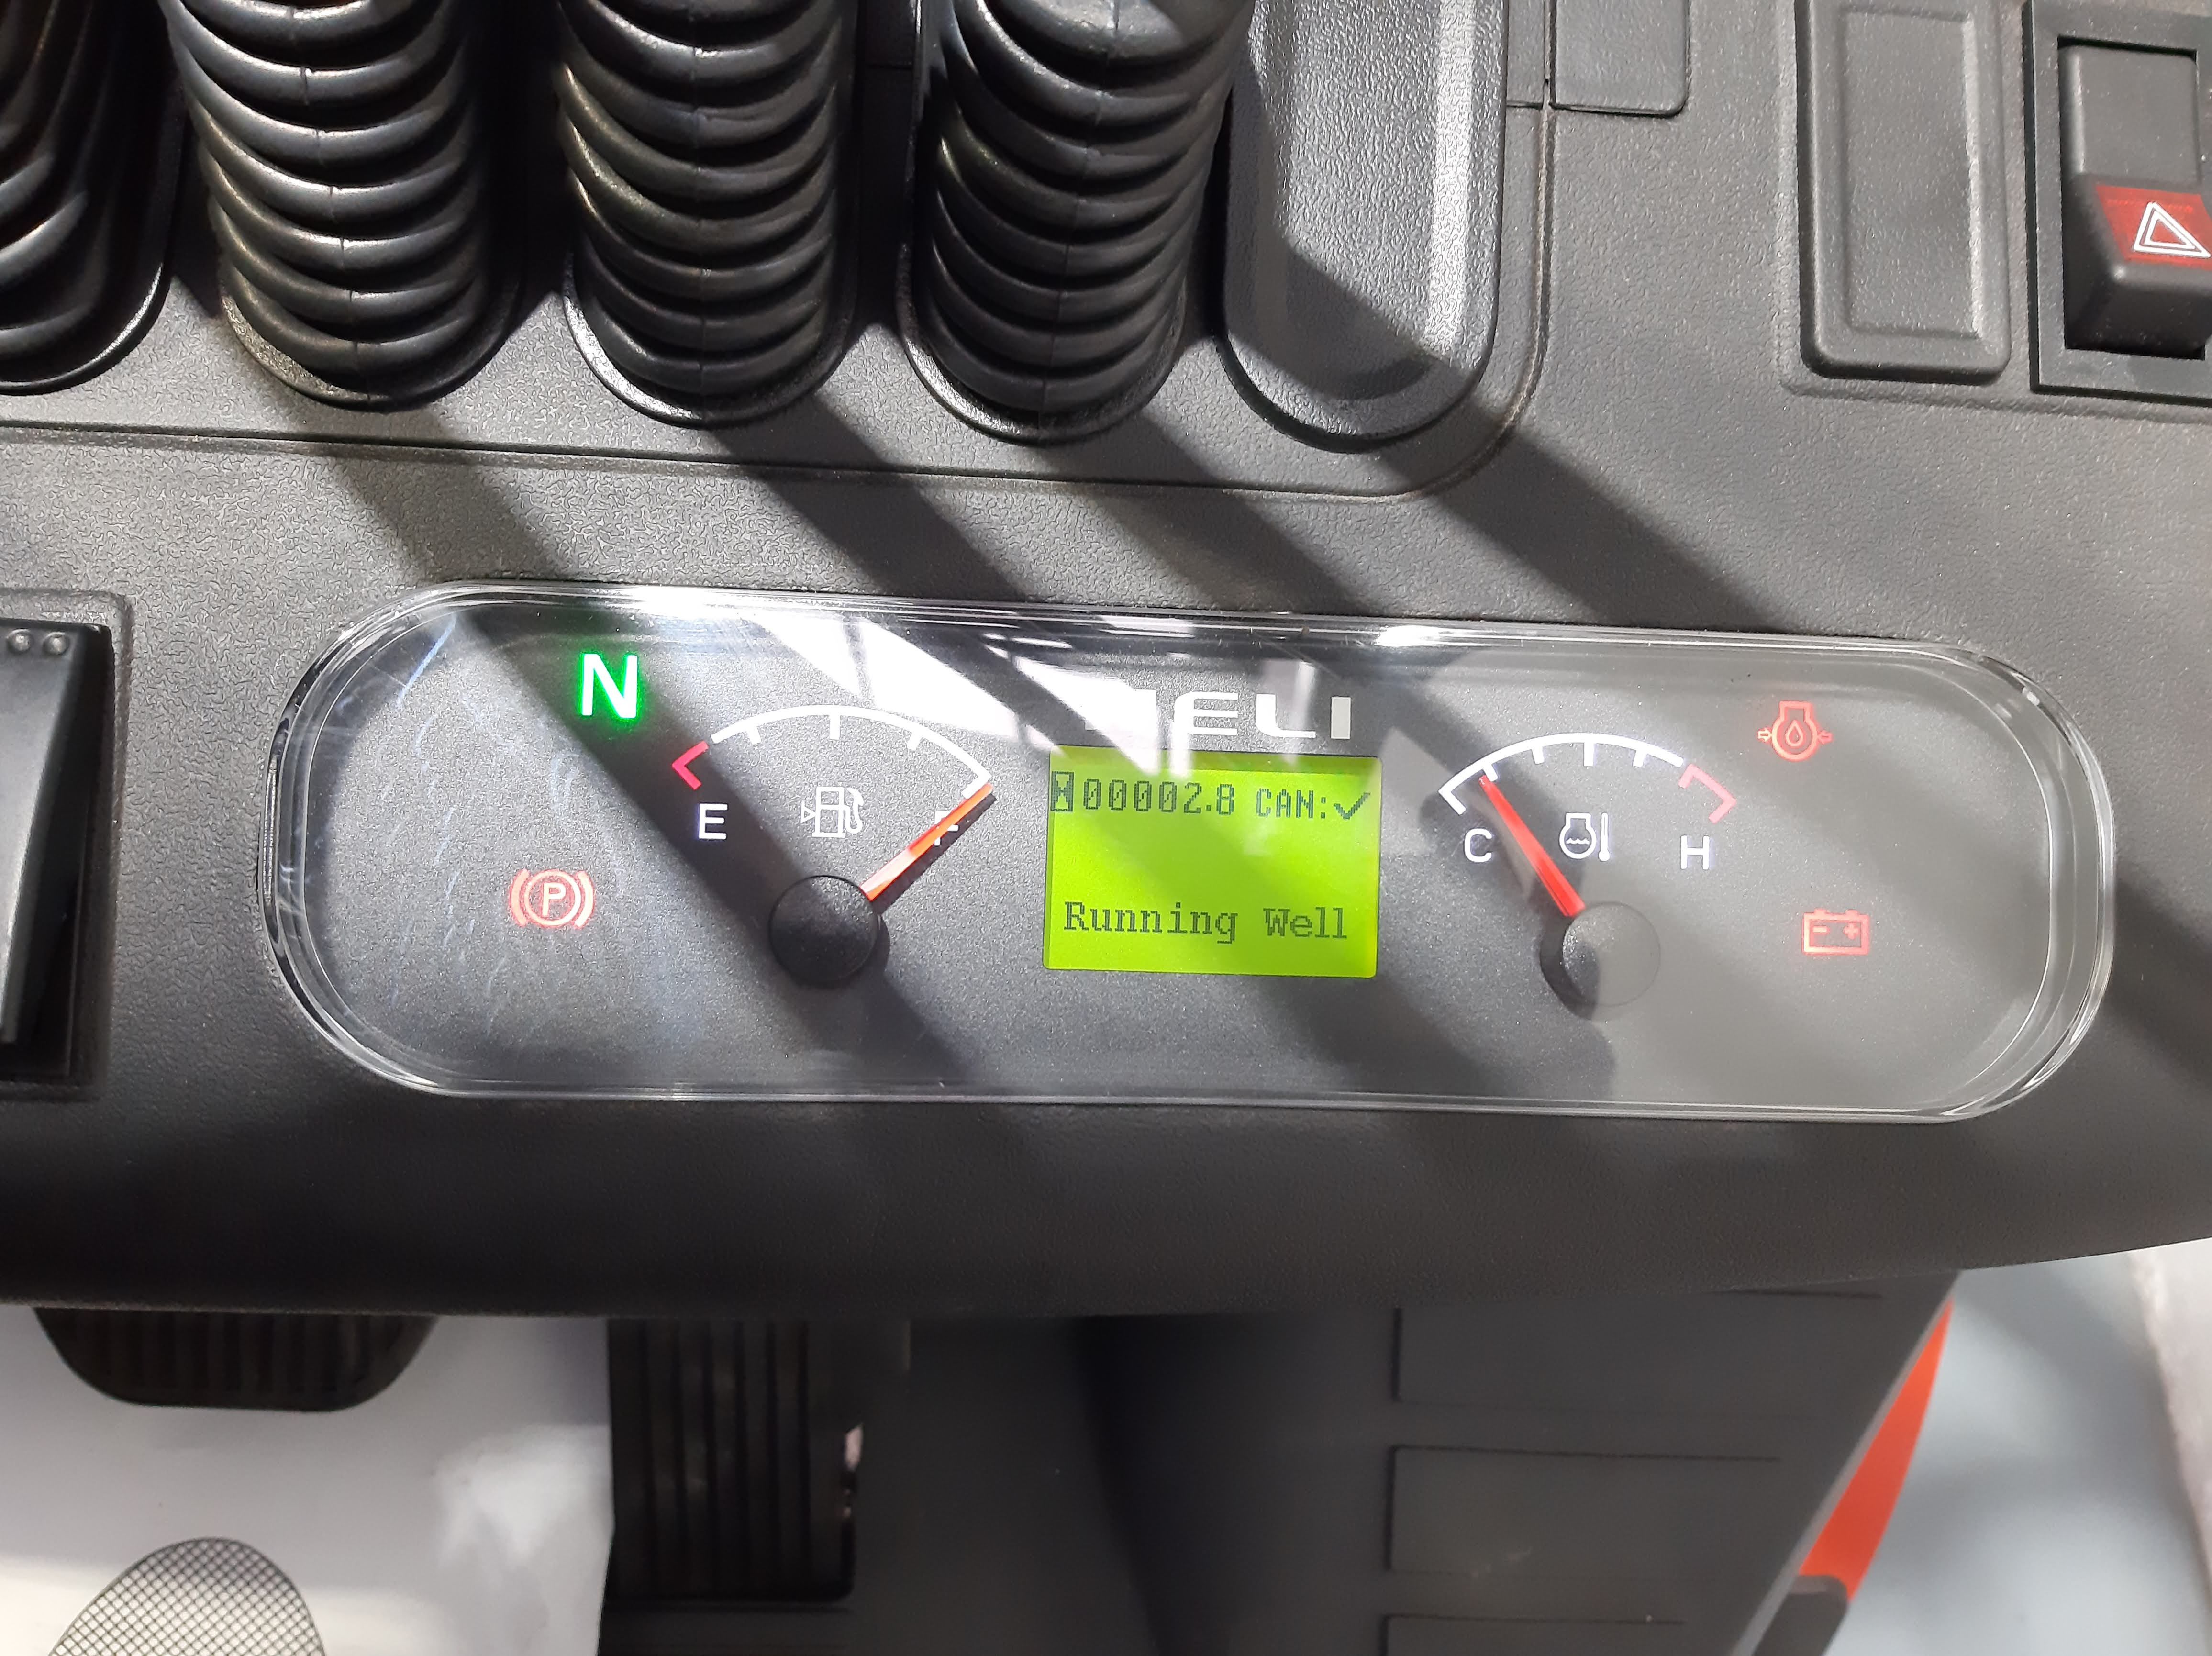 N
HELI
E
F
00002.8 CAN:✓
C
H
P
Running Well